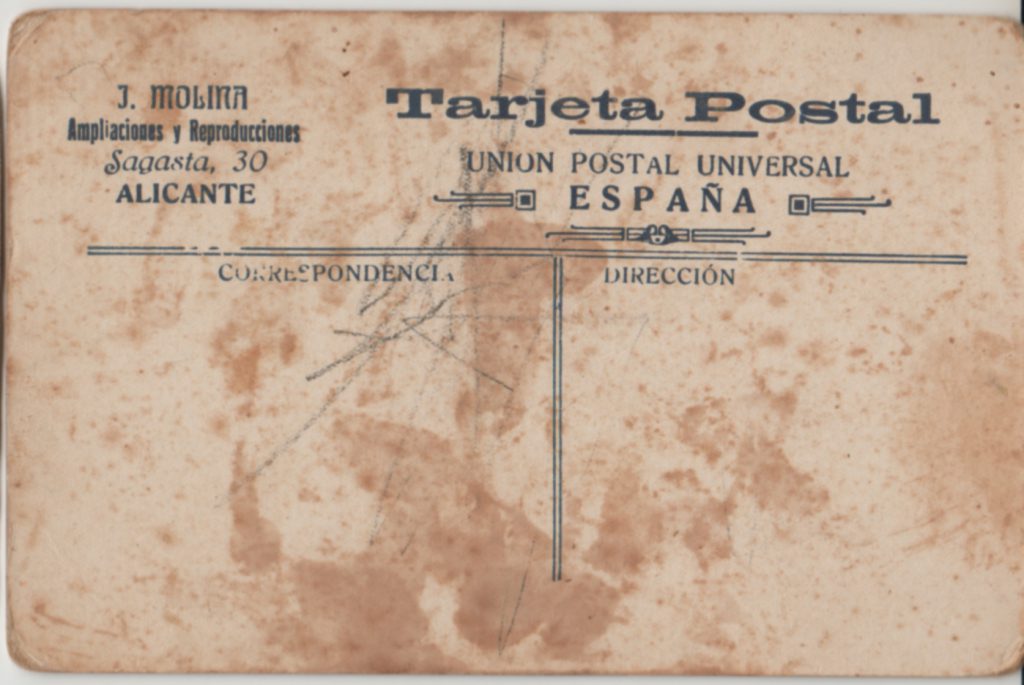 J. MOLINA
Ampliaciones y Reproducciones
Sagasta, 30
ALICANTE
Tarjeta Postal
UNION POSTAL UNIVERSAL
ESPAÑA
CORRESPONDENCIA
DIRECCIÓN